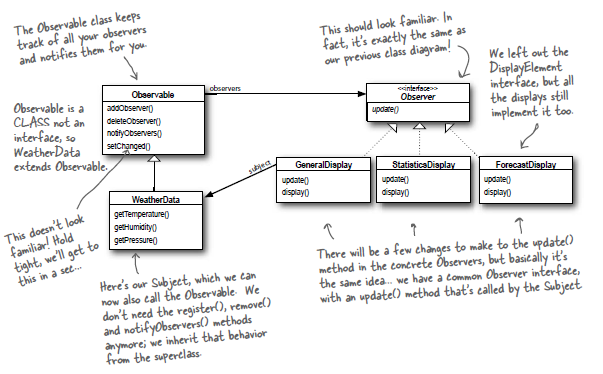 The Observable class keeps
track of all your observers
and notifies them for you.
This should look familiar. In
fact, it's exactly the same as
our previous class diagram!
We left out the
DisplayElement
interface, but all
the displays still
implement it too.
Observable is a
CLASS not an
interface, so
WeatherData
extends Observable.
Observable
addObserver()
deleteObserver()
notifyObservers()
setChanged()
observers
<<interface>>
Observer
update()
subject
GeneralDisplay
update()
display()
StatisticsDisplay
update()
display()
ForecastDisplay
update()
display()
WeatherData
getTemperature()
getHumidity()
getPressure()
This doesn't look
familiar! Hold
tight, we'll get to
this in a sec...
Here's our Subject, which we can
now also call the Observable. We
don't need the register(), remove()
and notifyObservers() methods
anymore; we inherit that behavior
from the superclass.
There will be a few changes to make to the update()
method in the concrete Observers, but basically it's
the same idea... we have a common Observer interface,
with an update() method that's called by the Subject.